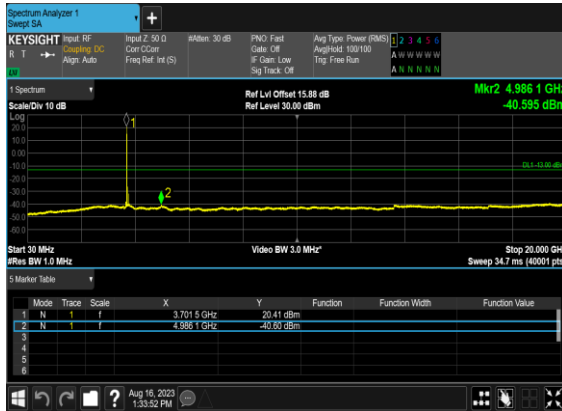 Spectrum Analyzer 1
Swept SA
+
KEYSIGHT Input: RF Input Z: 50 Ω #Atten: 30 dB PNO: Fast Avg Type: Power (RMS) 1 2 3 4 5 6
R T Coupling: DC Corr CCorr Gate: Off Avg|Hold: 100/100 A W W W W W
Align: Auto Freq Ref: Int (S) IF Gain: Low Trig: Free Run
Sig Track: Off A N N N N N
1 Spectrum Mkr2 4.986 1 GHz
Ref Lvl Offset 15.88 dB
Scale/Div 10 dB Ref Level 30.00 dBm -40.595 dBm
Log
20.0 1
10.0
0.00
-10.0 DL1 -13.00 dB
-20.0
-30.0 2
-40.0
-50.0
-60.0
Start 30 MHz Video BW 3.0 MHz* Stop 20.000 GH
#Res BW 1.0 MHz Sweep 34.7 ms (40001 pts
5 Marker Table
Mode Trace Scale X Y Function Function Width Function Value
1 N 1 f 3.701 5 GHz 20.41 dBm
2 N 1 f 4.986 1 GHz -40.60 dBm
3
4
5
6
? Aug 16, 2023
1:33:52 PM